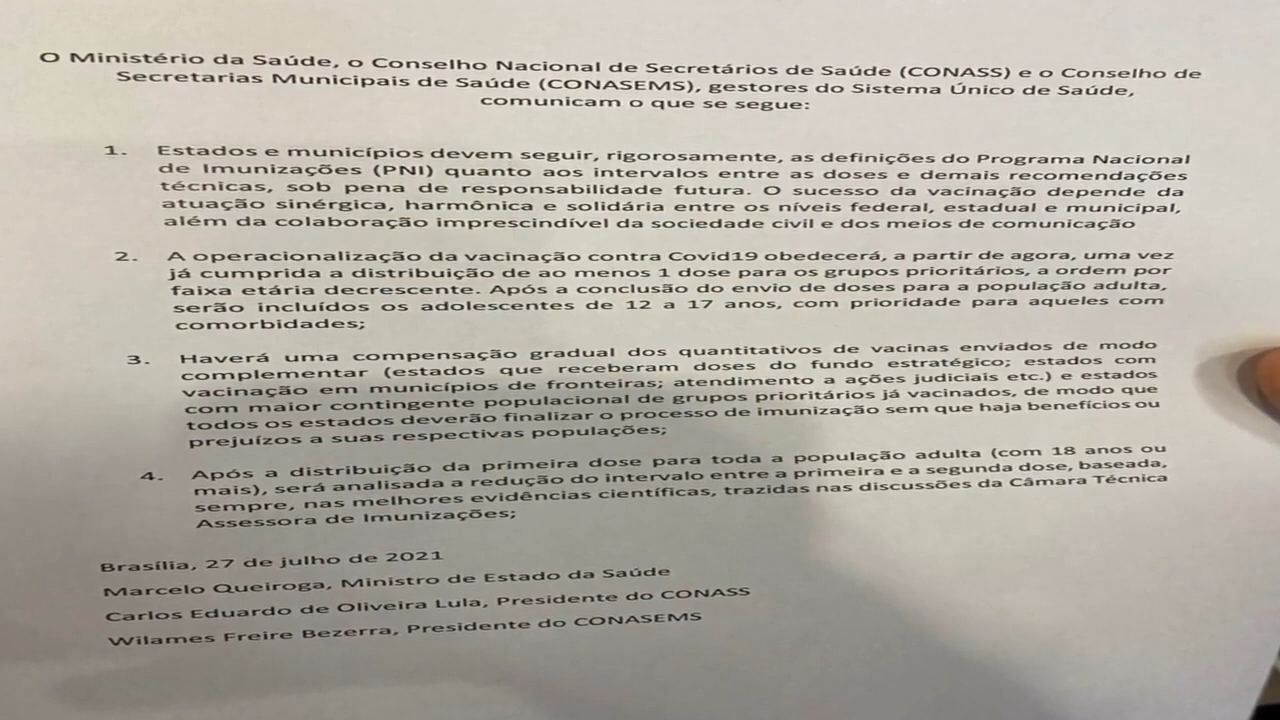 O Ministério da Saúde, o Conselho Nacional de Secretários de Saúde (CONASS) e o Conselho de
Secretarias Municipais de Saúde (CONASEMS), gestores do Sistema Único de Saúde,
comunicam o que se segue:
1. Estados e municípios devem seguir, rigorosamente, as definições do Programa Nacional
de Imunizações (PNI) quanto aos intervalos entre as doses e demais recomendações
técnicas, sob pena de responsabilidade futura. O sucesso da vacinação depende da
atuação sinérgica, harmônica e solidária entre os níveis federal, estadual e municipal,
além da colaboração imprescindível da sociedade civil e dos meios de comunicação
2. A operacionalização da vacinação contra Covid19 obedecerá, a partir de agora, uma vez
já cumprida a distribuição de ao menos 1 dose para os grupos prioritários, a ordem por
faixa etária decrescente. Após a conclusão do envio de doses para a população adulta,
serão incluídos os adolescentes de 12 a 17 anos, com prioridade para aqueles com
comorbidades;
3. Haverá uma compensação gradual dos quantitativos de vacinas enviados de modo
complementar (estados que receberam doses do fundo estratégico; estados com
vacinação em municípios de fronteiras; atendimento a ações judiciais etc.) e estados
com maior contingente populacional de grupos prioritários já vacinados, de modo que
todos os estados deverão finalizar o processo de imunização sem que haja benefícios ou
prejuízos a suas respectivas populações;
4. Após a distribuição da primeira dose para toda a população adulta (com 18 anos ou
mais), será analisada a redução do intervalo entre a primeira e a segunda dose, baseada,
sempre, nas melhores evidências científicas, trazidas nas discussões da Câmara Técnica
Assessora de Imunizações;
Brasília, 27 de julho de 2021
Marcelo Queiroga, Ministro de Estado da Saúde
Carlos Eduardo de Oliveira Lula, Presidente do CONASS
Wilames Freire Bezerra, Presidente do CONASEMS